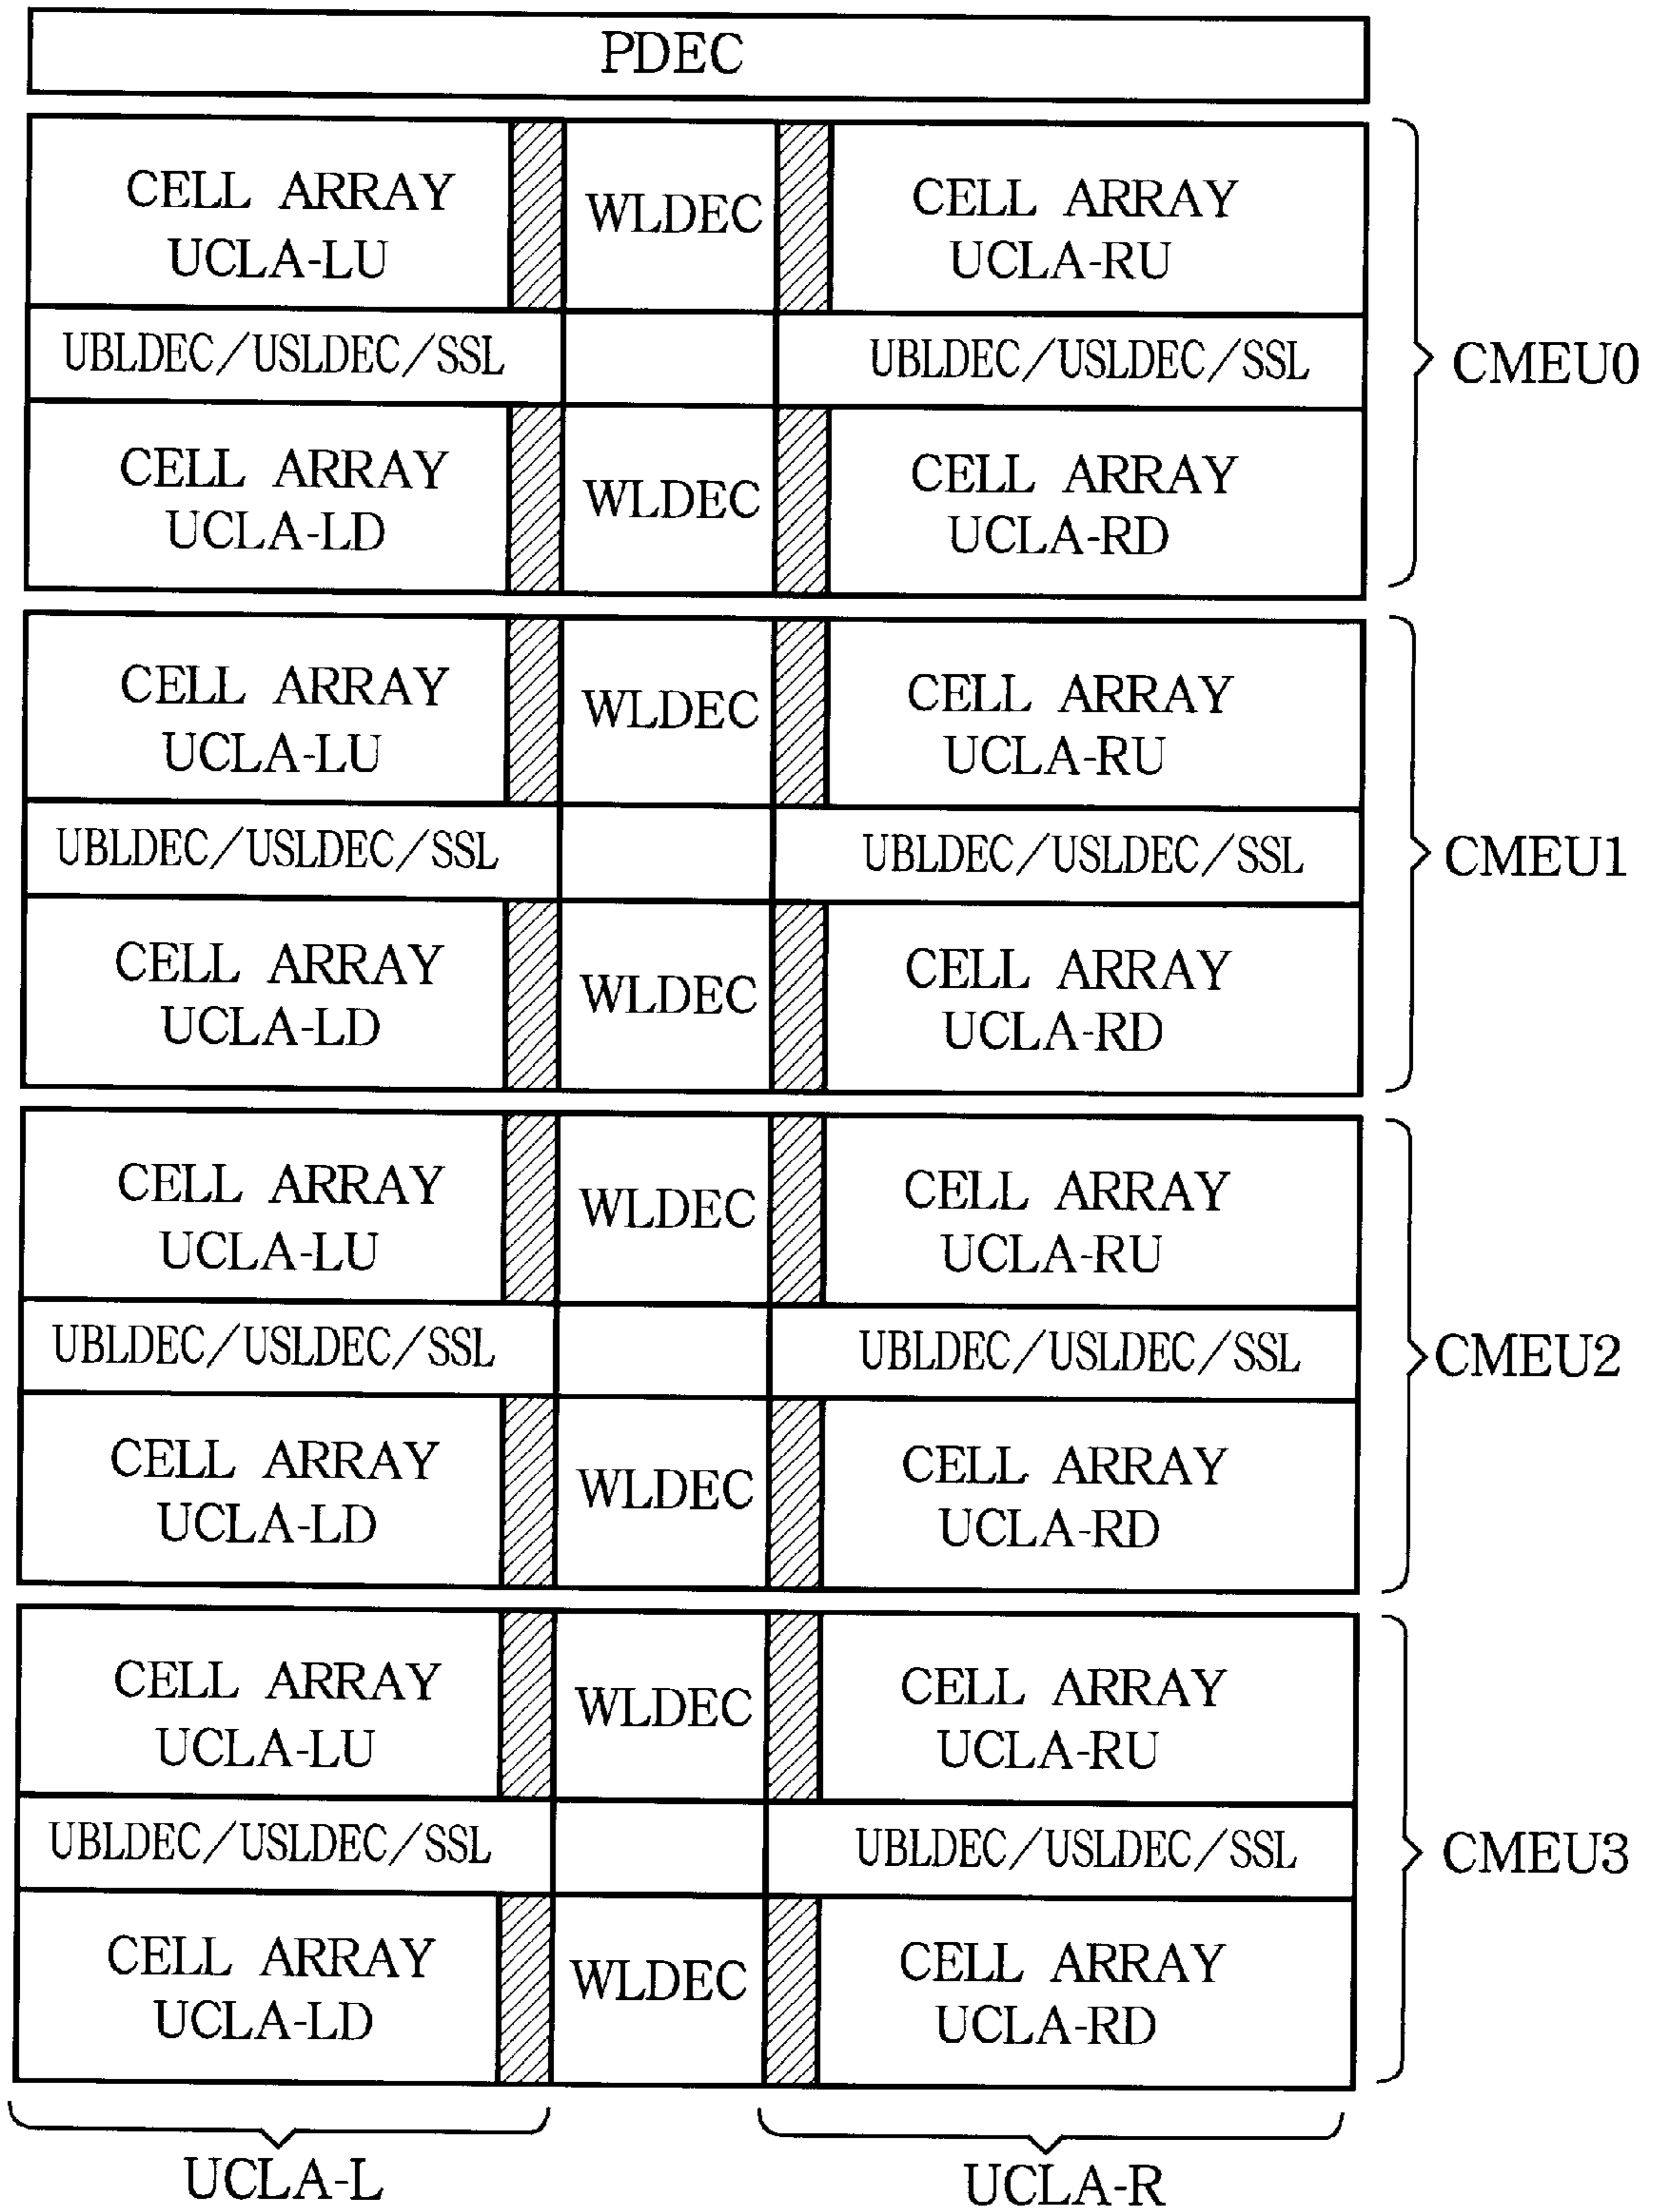 PDEC
CELL ARRAY
UCLA-LU
WLDEC
CELL ARRAY
UCLA-RU
UBLDEC/USLDEC/SSL
UBLDEC/USLDEC/SSL
CMEU0
CELL ARRAY
UCLA-LD
WLDEC
CELL ARRAY
UCLA-RD
CELL ARRAY
UCLA-LU
WLDEC
CELL ARRAY
UCLA-RU
UBLDEC/USLDEC/SSL
UBLDEC/USLDEC/SSL
CMEU1
CELL ARRAY
UCLA-LD
WLDEC
CELL ARRAY
UCLA-RD
CELL ARRAY
UCLA-LU
WLDEC
CELL ARRAY
UCLA-RU
UBLDEC/USLDEC/SSL
UBLDEC/USLDEC/SSL
CMEU2
CELL ARRAY
UCLA-LD
WLDEC
CELL ARRAY
UCLA-RD
CELL ARRAY
UCLA-LU
WLDEC
CELL ARRAY
UCLA-RU
UBLDEC/USLDEC/SSL
UBLDEC/USLDEC/SSL
CMEU3
CELL ARRAY
UCLA-LD
WLDEC
CELL ARRAY
UCLA-RD
UCLA-L
UCLA-R